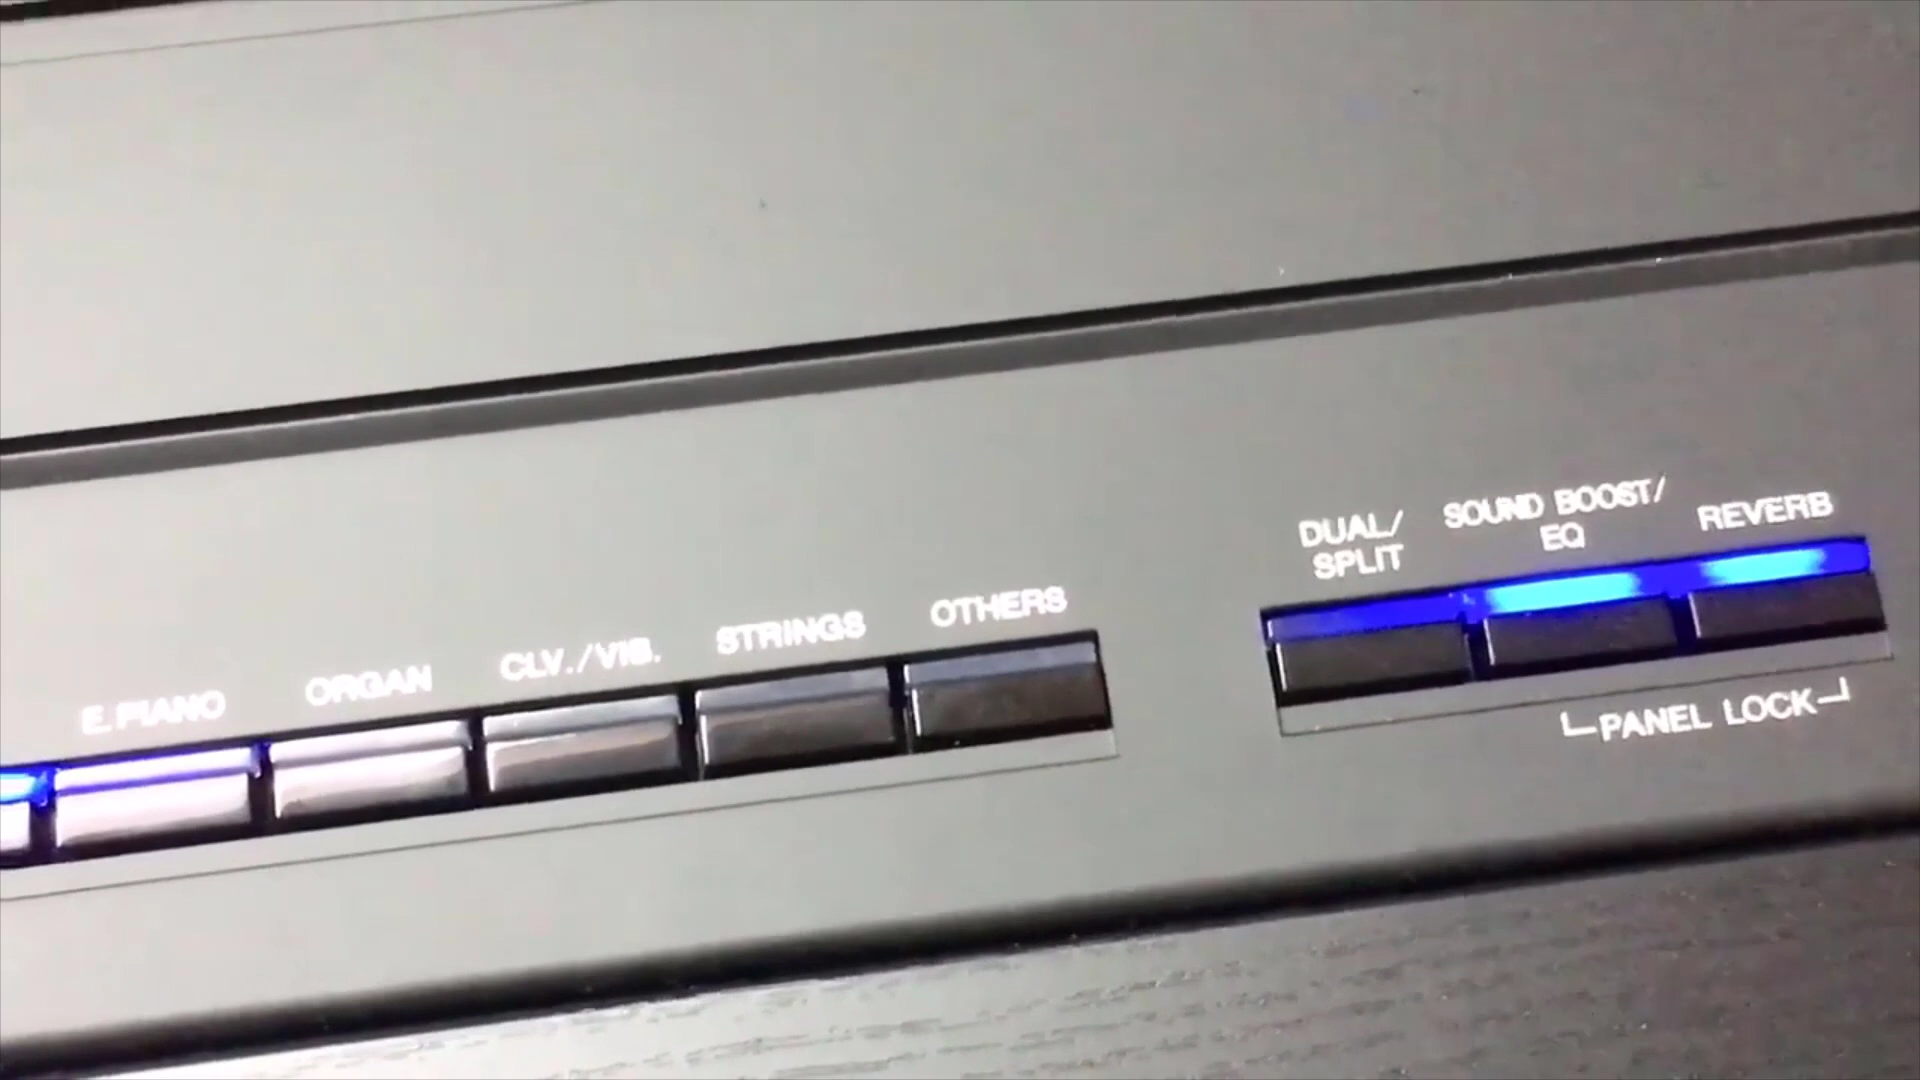 E.PIANO
ORGAN
CLV./VIB.
STRINGS
OTHERS
DUAL/
SPLIT
SOUND BOOST/
EQ
REVERB
PANEL LOCK